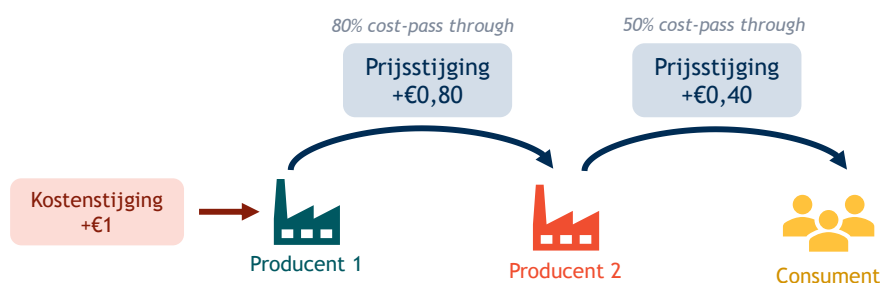 80% cost-pass through
50% cost-pass through
Prijsstijging
+€0,80
Prijsstijging
+€0,40
Kostenstijging
+€1
Producent 1
Producent 2
Consument